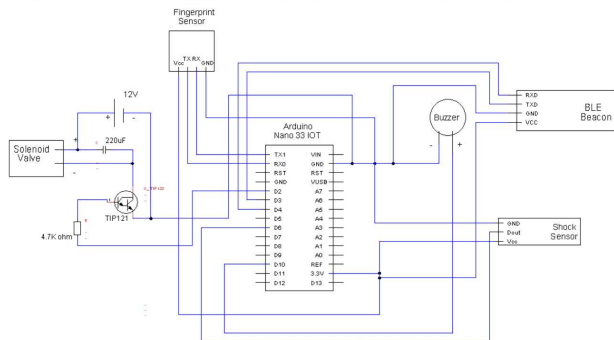 Fingerprint
Sensor
Vcc TX RX GND
12V
+ -
Solenoid
Valve
+
-
220uF
TIP121
4.7K ohm
Arduino
Nano 33 IOT
TX1 VIN
RX0 GND
RST RST
GND VUSB
D2 A7
D3 A6
D4 A5
D5 A4
D6 A3
D7 A2
D8 A1
D9 A0
D10 REF
D11 3.3V
D12 D13
Buzzer
- +
RXD
TXD
GND
VCC
BLE
Beacon
GND
Dout
Vcc
Shock
Sensor